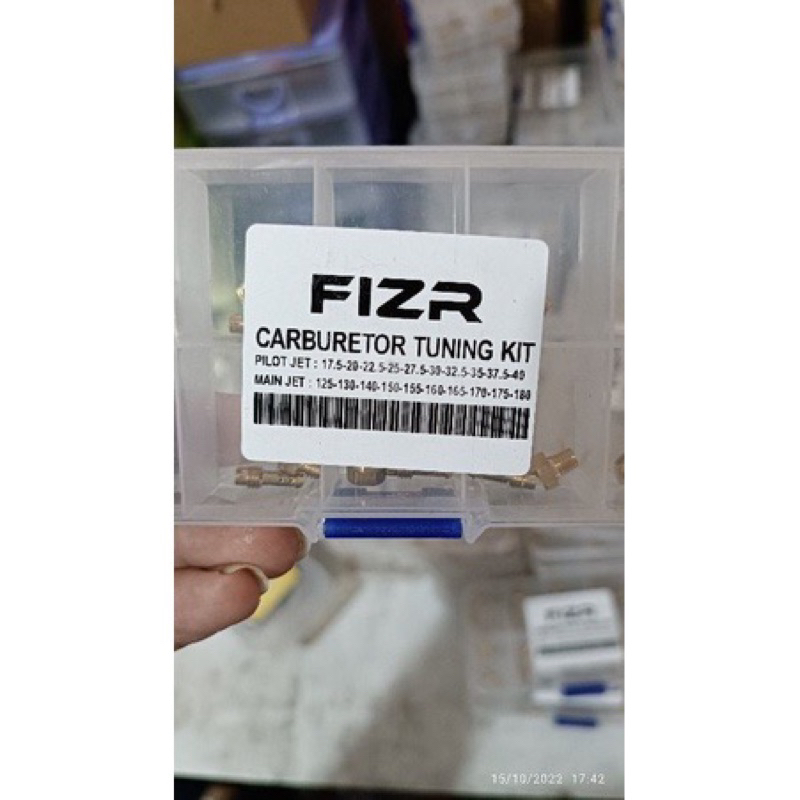 FIZR
CARBURETOR TUNING KIT
PILOT JET : 17.5-20-22.5-25-27.5-30-32.5-35-37.5-40
MAIN JET : 125-130-140-150-155-160-165-170-175-180
FIZR
15/10/2022 17:42